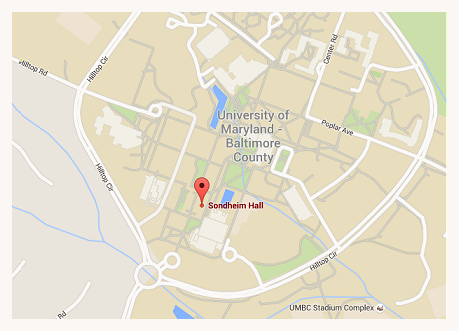 Hilltop Rd
Hilltop Cir
Center Rd
University of
Maryland -
Baltimore
County
Poplar Ave
Hilltop Cir
Sondheim Hall
Hilltop Cir
UMBC Stadium Complex
Rd